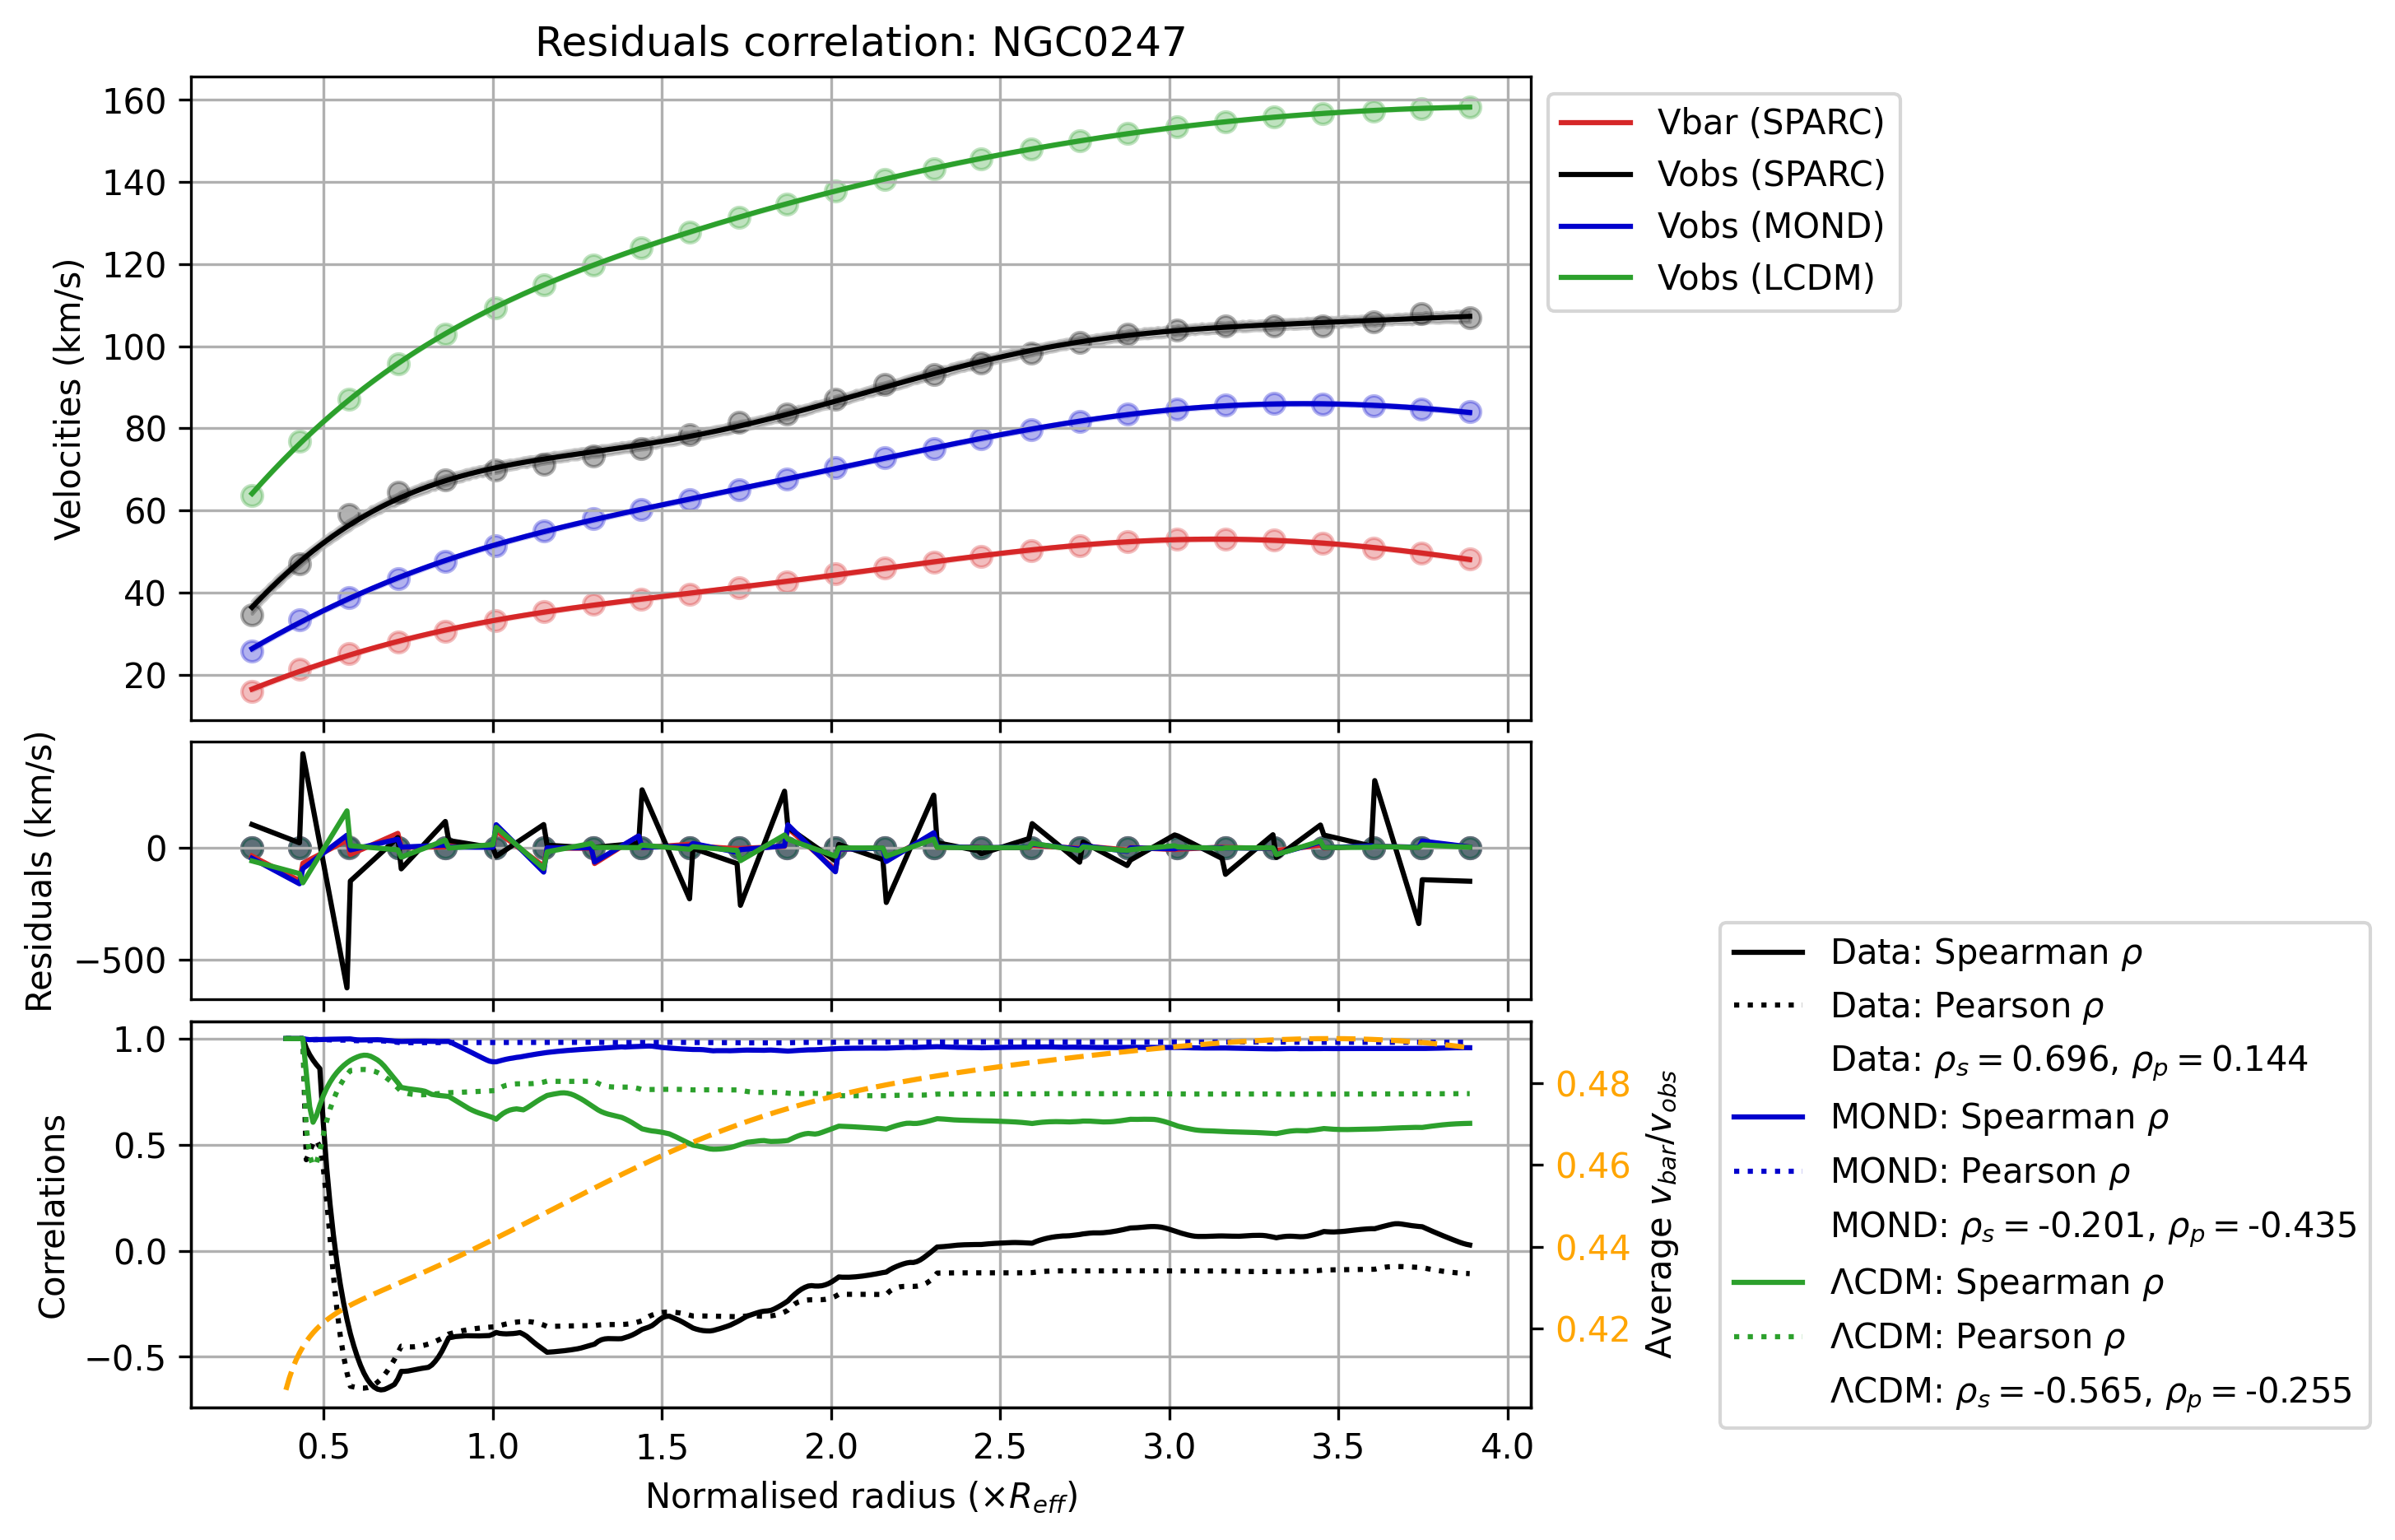 Residuals correlation: NGC0247
Velocities (km/s)
160
140
120
100
80
60
40
20
Vbar (SPARC)
Vobs (SPARC)
Vobs (MOND)
Vobs (LCDM)
Residuals (km/s)
0
−500
Correlations
1.0
0.5
0.0
−0.5
0.48
0.46
0.44
0.42
Average v_bar/v_obs
0.5 1.0 1.5 2.0 2.5 3.0 3.5 4.0
Normalised radius (×R_eff)
Data: Spearman ρ
Data: Pearson ρ
Data: ρ_s = 0.696, ρ_p = 0.144
MOND: Spearman ρ
MOND: Pearson ρ
MOND: ρ_s = -0.201, ρ_p = -0.435
ΛCDM: Spearman ρ
ΛCDM: Pearson ρ
ΛCDM: ρ_s = -0.565, ρ_p = -0.255